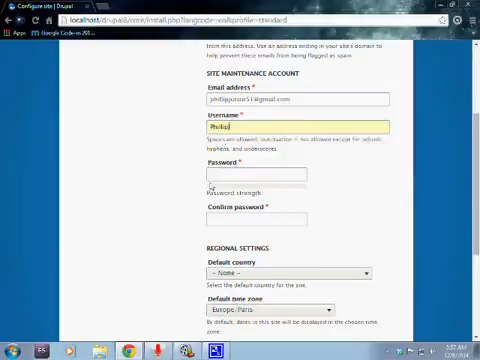 Configure site | Drupal
localhost/drupal8/core/install.php?langcode=en&profile=standard
Apps
Amazon
Google Code-in 201...
from this address. Use an address ending in your site's domain to
help prevent these emails from being flagged as spam.
SITE MAINTENANCE ACCOUNT
Email address *
Username *
Phillip
Spaces are allowed; punctuation is not allowed except for periods,
hyphens, and underscores.
Password *
Password strength:
Confirm password *
REGIONAL SETTINGS
Default country
- None -
Select the default country for the site.
Default time zone
Europe/Paris
By default, dates in this site will be displayed in the chosen time
zone.